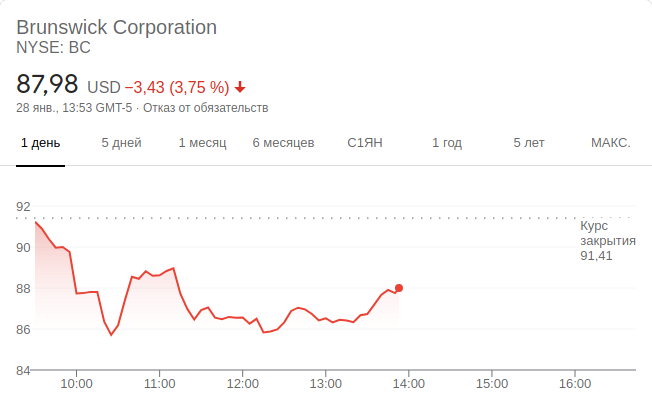 Brunswick Corporation
NYSE: BC
87,98 USD −3,43 (3,75 %)
28 янв., 13:53 GMT-5 · Отказ от обязательств
1 день 5 дней 1 месяц 6 месяцев С1ЯН 1 год 5 лет МАКС.
92
Курс
закрытия
91,41
90
88
86
84
10:00 11:00 12:00 13:00 14:00 15:00 16:00